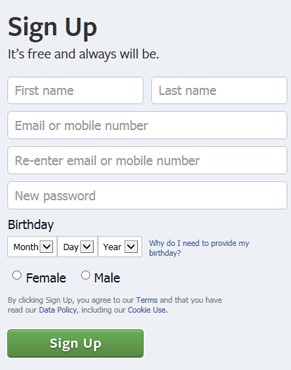 Sign Up
It's free and always will be.
First name Last name
Email or mobile number
Re-enter email or mobile number
New password
Birthday
Month Day Year Why do I need to provide my
birthday?
Female Male
By clicking Sign Up, you agree to our Terms and that you have
read our Data Policy, including our Cookie Use.
Sign Up